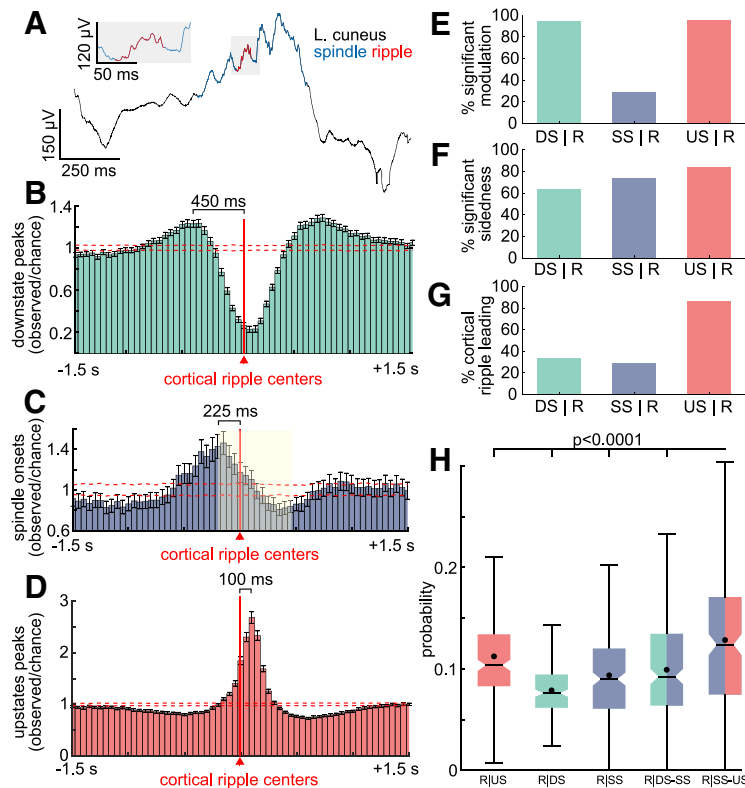 A
120 µV
50 ms
L. cuneus
spindle ripple
150 µV
250 ms
B
450 ms
1.4
1
0.6
0.2
downstate peaks
(observed/chance)
-1.5 s
+1.5 s
cortical ripple centers
C
225 ms
1.4
1
0.6
spindle onsets
(observed/chance)
-1.5 s
+1.5 s
cortical ripple centers
D
100 ms
3
2
1
0
upstates peaks
(observed/chance)
-1.5 s
+1.5 s
cortical ripple centers
E
% significant
modulation
100
80
60
40
20
0
DS | R
SS | R
US | R
F
% significant
sidedness
100
80
60
40
20
0
DS | R
SS | R
US | R
G
% cortical
ripple leading
100
80
60
40
20
0
DS | R
SS | R
US | R
H
p<0.0001
probability
0.2
0.1
0
R|US
R|DS
R|SS
R|DS-SS
R|SS-US